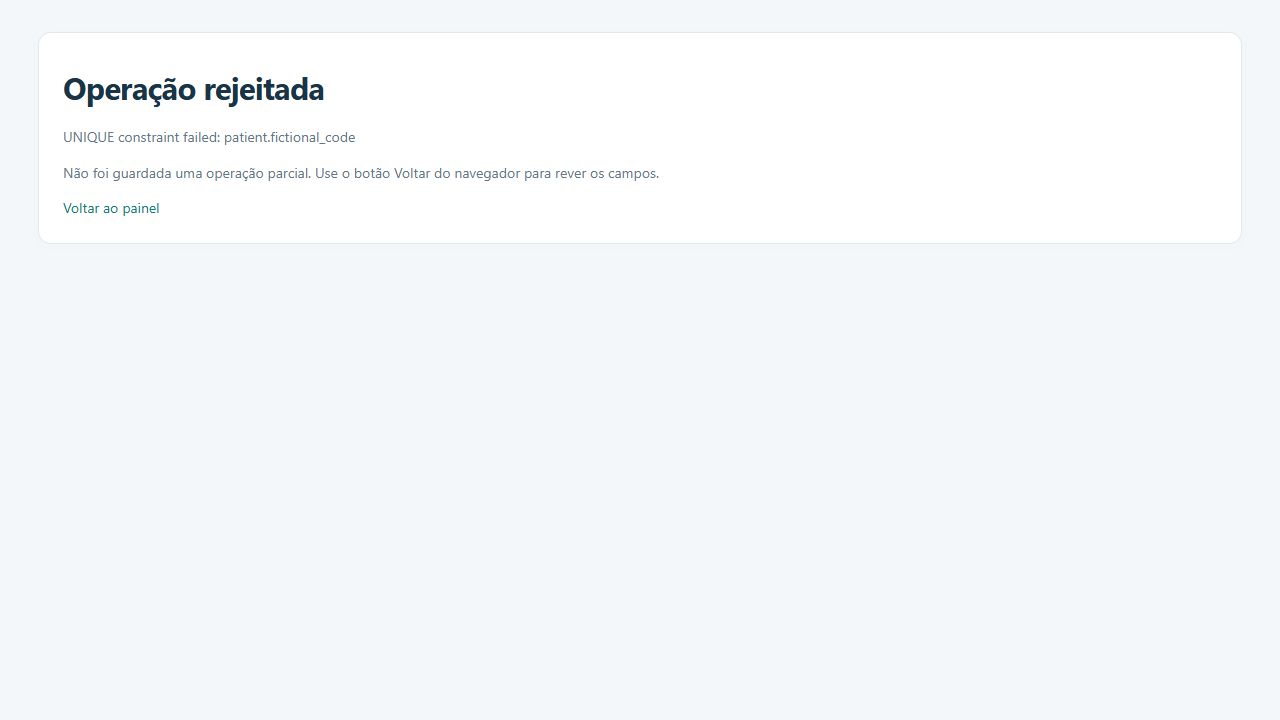 Operação rejeitada
UNIQUE constraint failed: patient.fictional_code
Não foi guardada uma operação parcial. Use o botão Voltar do navegador para rever os campos.
Voltar ao painel